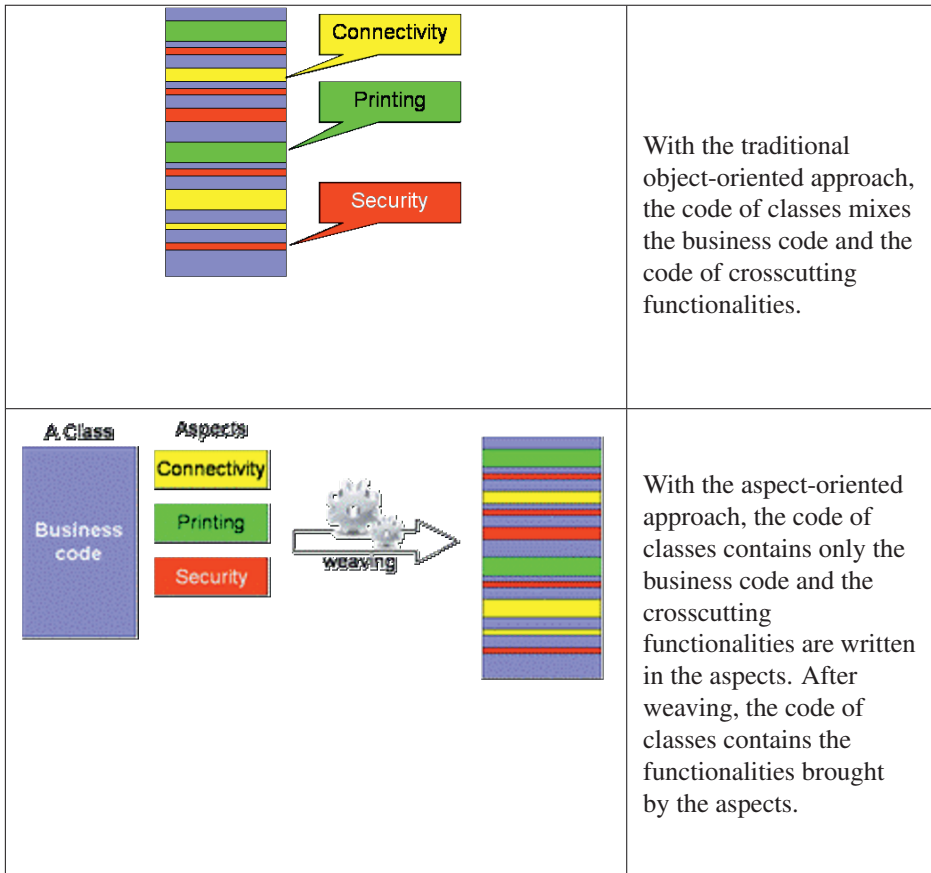 Connectivity
Printing
Security
With the traditional
object-oriented approach,
the code of classes mixes
the business code and the
code of crosscutting
functionalities.
A Class
Aspects
Business
code
Connectivity
Printing
Security
weaving
With the aspect-oriented
approach, the code of
classes contains only the
business code and the
crosscutting
functionalities are written
in the aspects. After
weaving, the code of
classes contains the
functionalities brought
by the aspects.